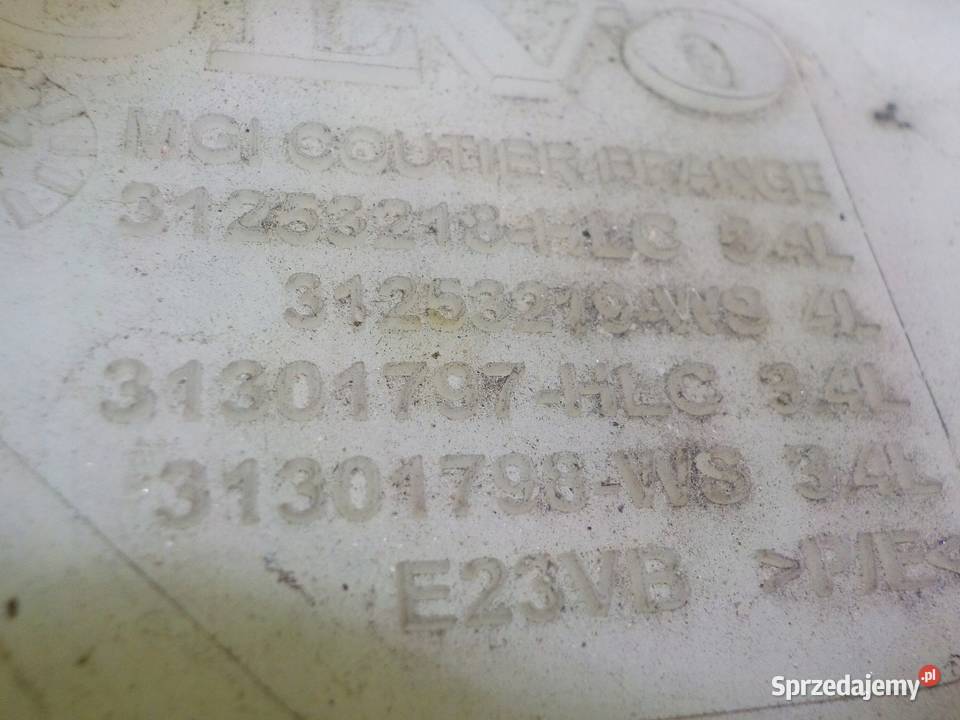 VOLVO
MGI COUTIER FRANCE
31253218-HLC 3.4L
31253219-WS 4L
31301797-HLC 3.4L
31301798-WS 3.4L
E23VB >P/E<
Sprzedajemy.pl